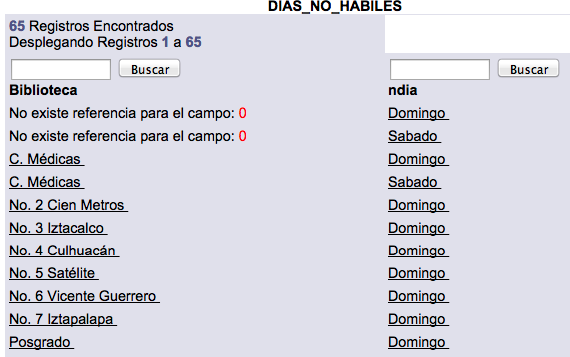 DIAS_NO_HABILES
65 Registros Encontrados
Desplegando Registros 1 a 65
Buscar Buscar
Biblioteca ndia
No existe referencia para el campo: 0 Domingo
No existe referencia para el campo: 0 Sabado
C. Médicas Domingo
C. Médicas Sabado
No. 2 Cien Metros Domingo
No. 3 Iztacalco Domingo
No. 4 Culhuacán Domingo
No. 5 Satélite Domingo
No. 6 Vicente Guerrero Domingo
No. 7 Iztapalapa Domingo
Posgrado Domingo